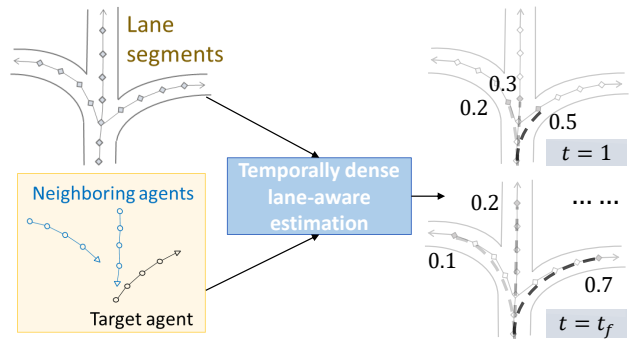 Lane
segments
Neighboring agents
Target agent
Temporally dense
lane-aware
estimation
0.3
0.2
0.5
t = 1
0.2
... ...
0.1
0.7
t = t_f